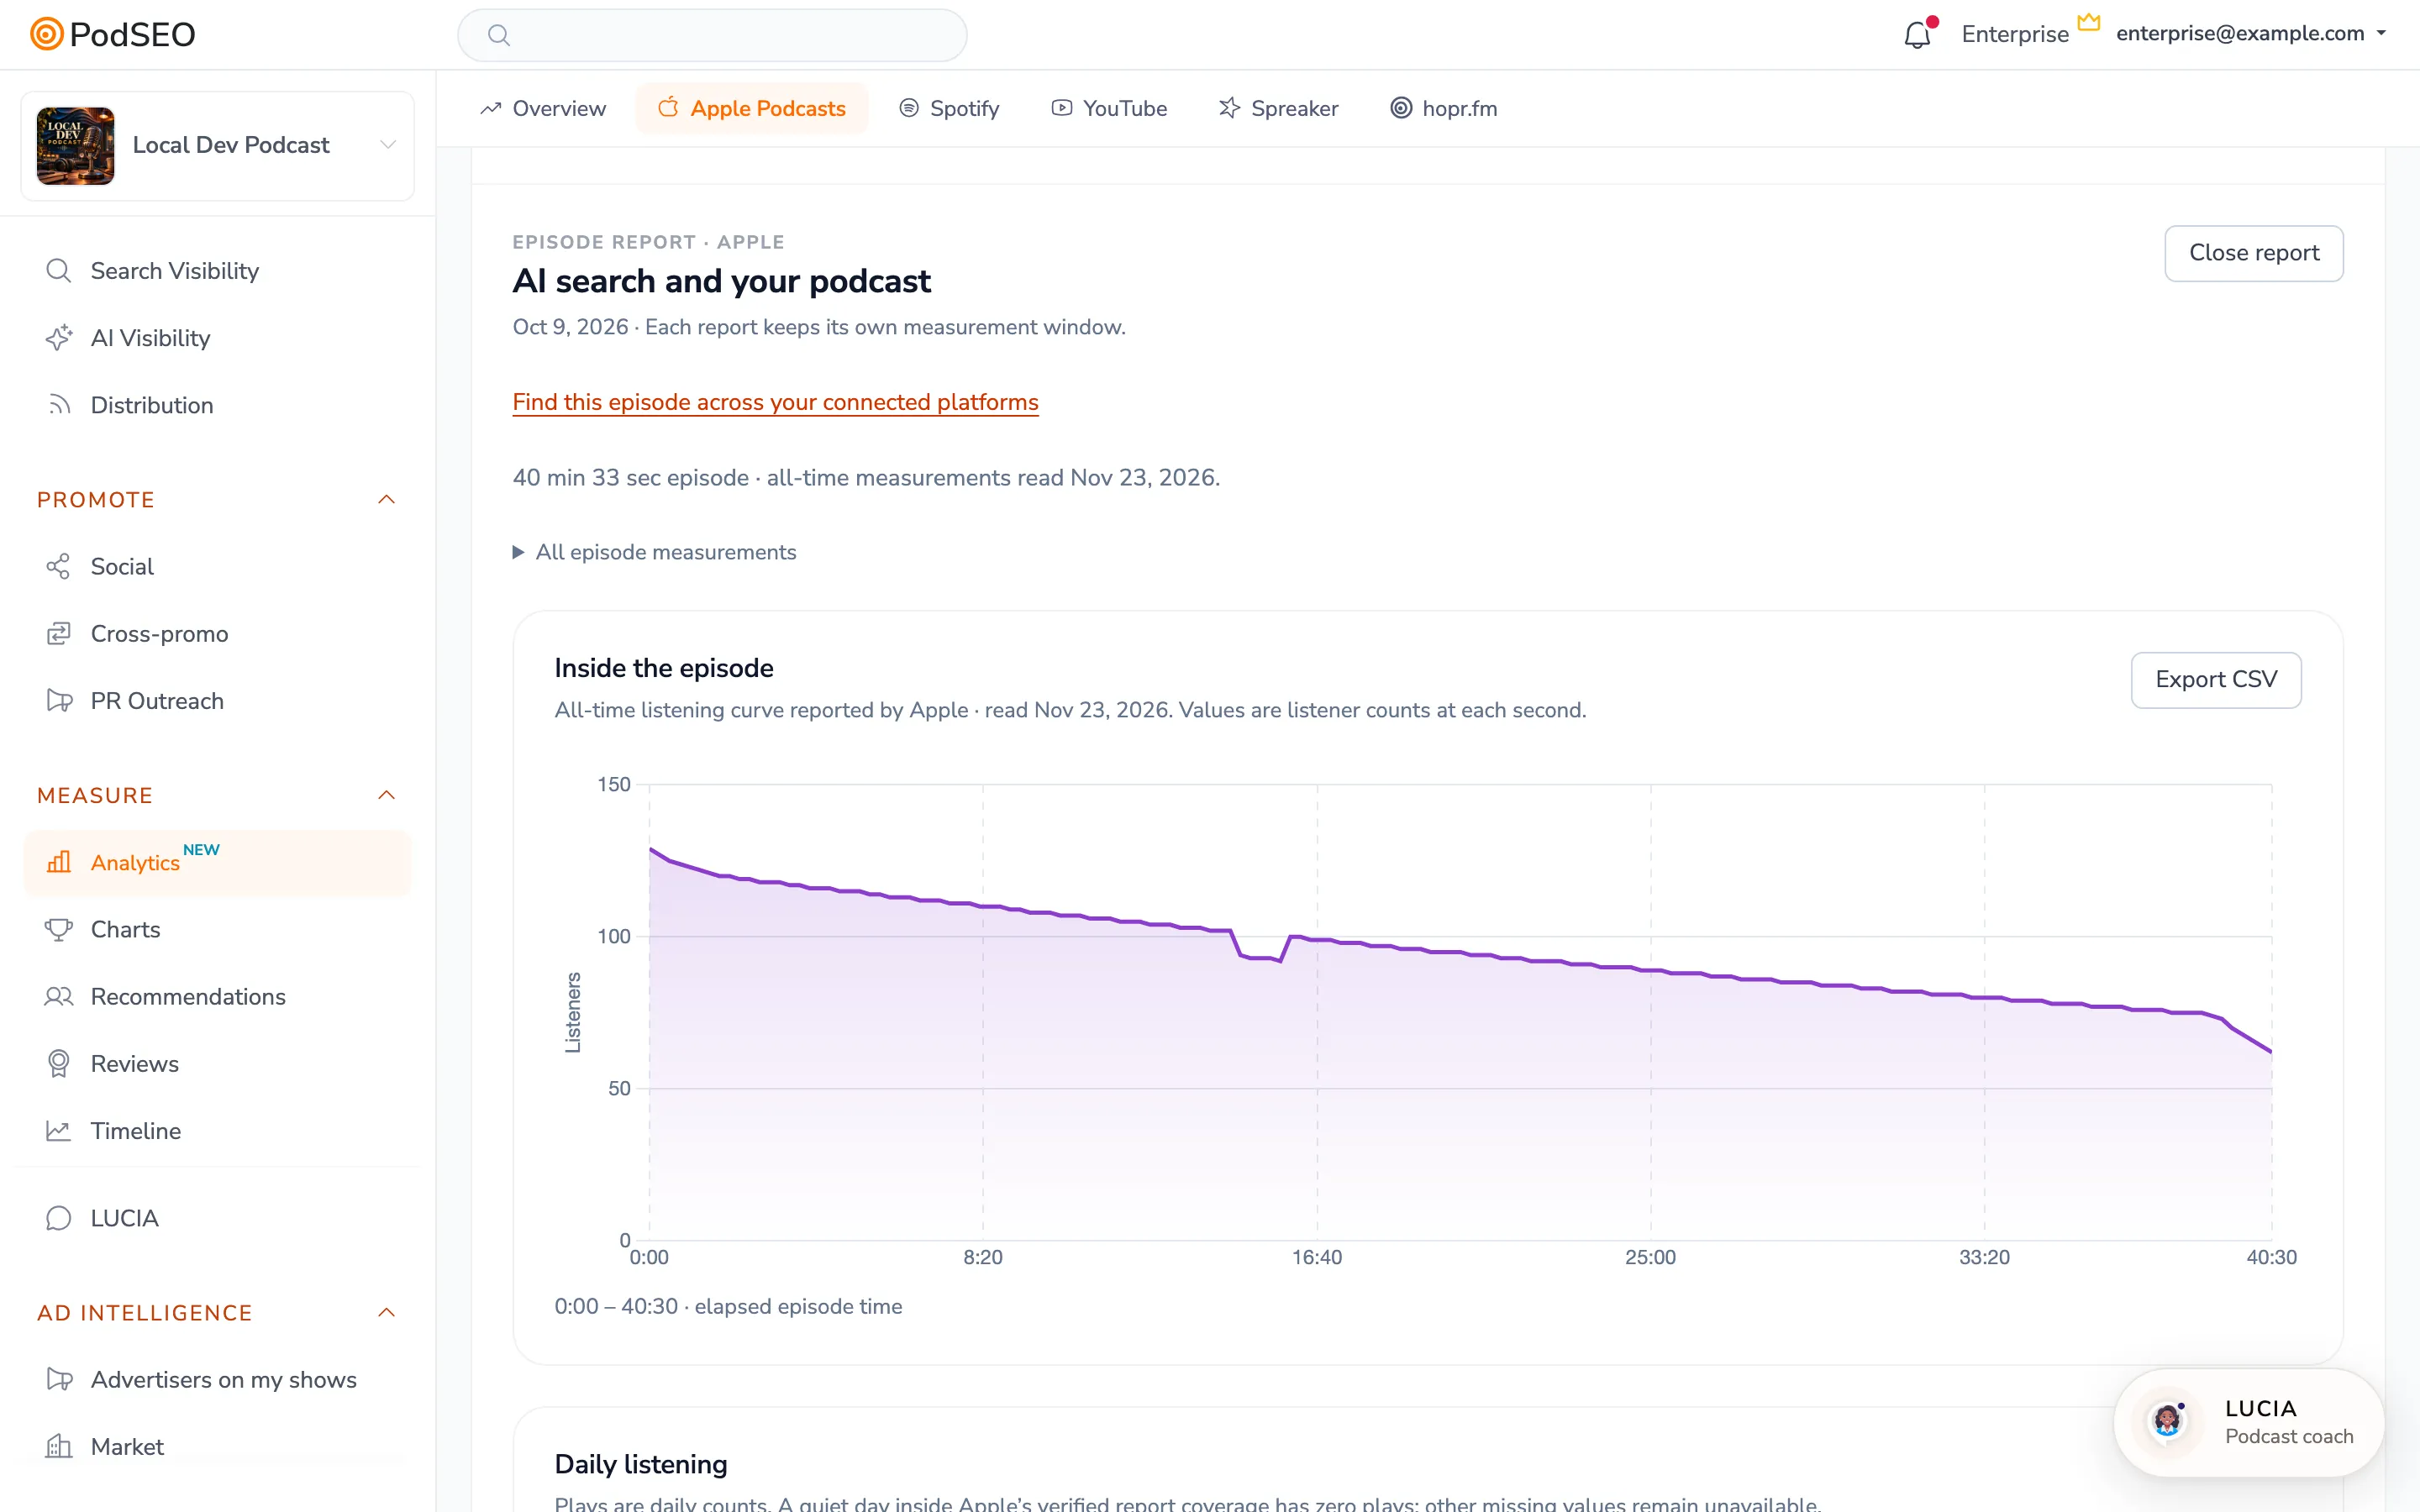 PodSEO
Enterprise
enterprise@example.com
LOCAL
DEV
PODCAST
Local Dev Podcast
Overview
Apple Podcasts
Spotify
YouTube
Spreaker
hopr.fm
Search Visibility
AI Visibility
Distribution
PROMOTE
Social
Cross-promo
PR Outreach
MEASURE
Analytics NEW
Charts
Recommendations
Reviews
Timeline
LUCIA
AD INTELLIGENCE
Advertisers on my shows
Market
EPISODE REPORT · APPLE
AI search and your podcast
Close report
Oct 9, 2026 · Each report keeps its own measurement window.
Find this episode across your connected platforms
40 min 33 sec episode · all-time measurements read Nov 23, 2026.
All episode measurements
Inside the episode
Export CSV
All-time listening curve reported by Apple · read Nov 23, 2026. Values are listener counts at each second.
150
100
50
0
Listeners
0:00
8:20
16:40
25:00
33:20
40:30
0:00 – 40:30 · elapsed episode time
Daily listening
Plays are daily counts. A quiet day inside Apple's verified report coverage has zero plays; other missing values remain unavailable.
LUCIA
Podcast coach